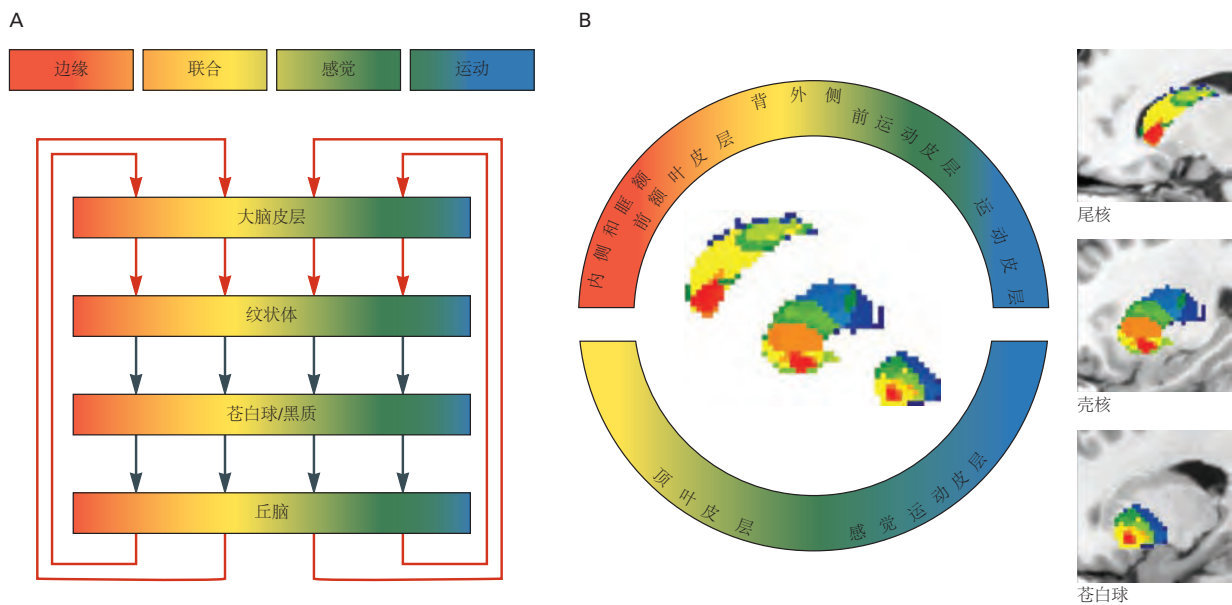 A
边缘
联合
感觉
运动
大脑皮层
纹状体
苍白球/黑质
丘脑
B
内侧和眶额
前额叶皮层
背外侧
前运动皮层
运动皮层
顶叶皮层
感觉运动皮层
尾核
壳核
苍白球